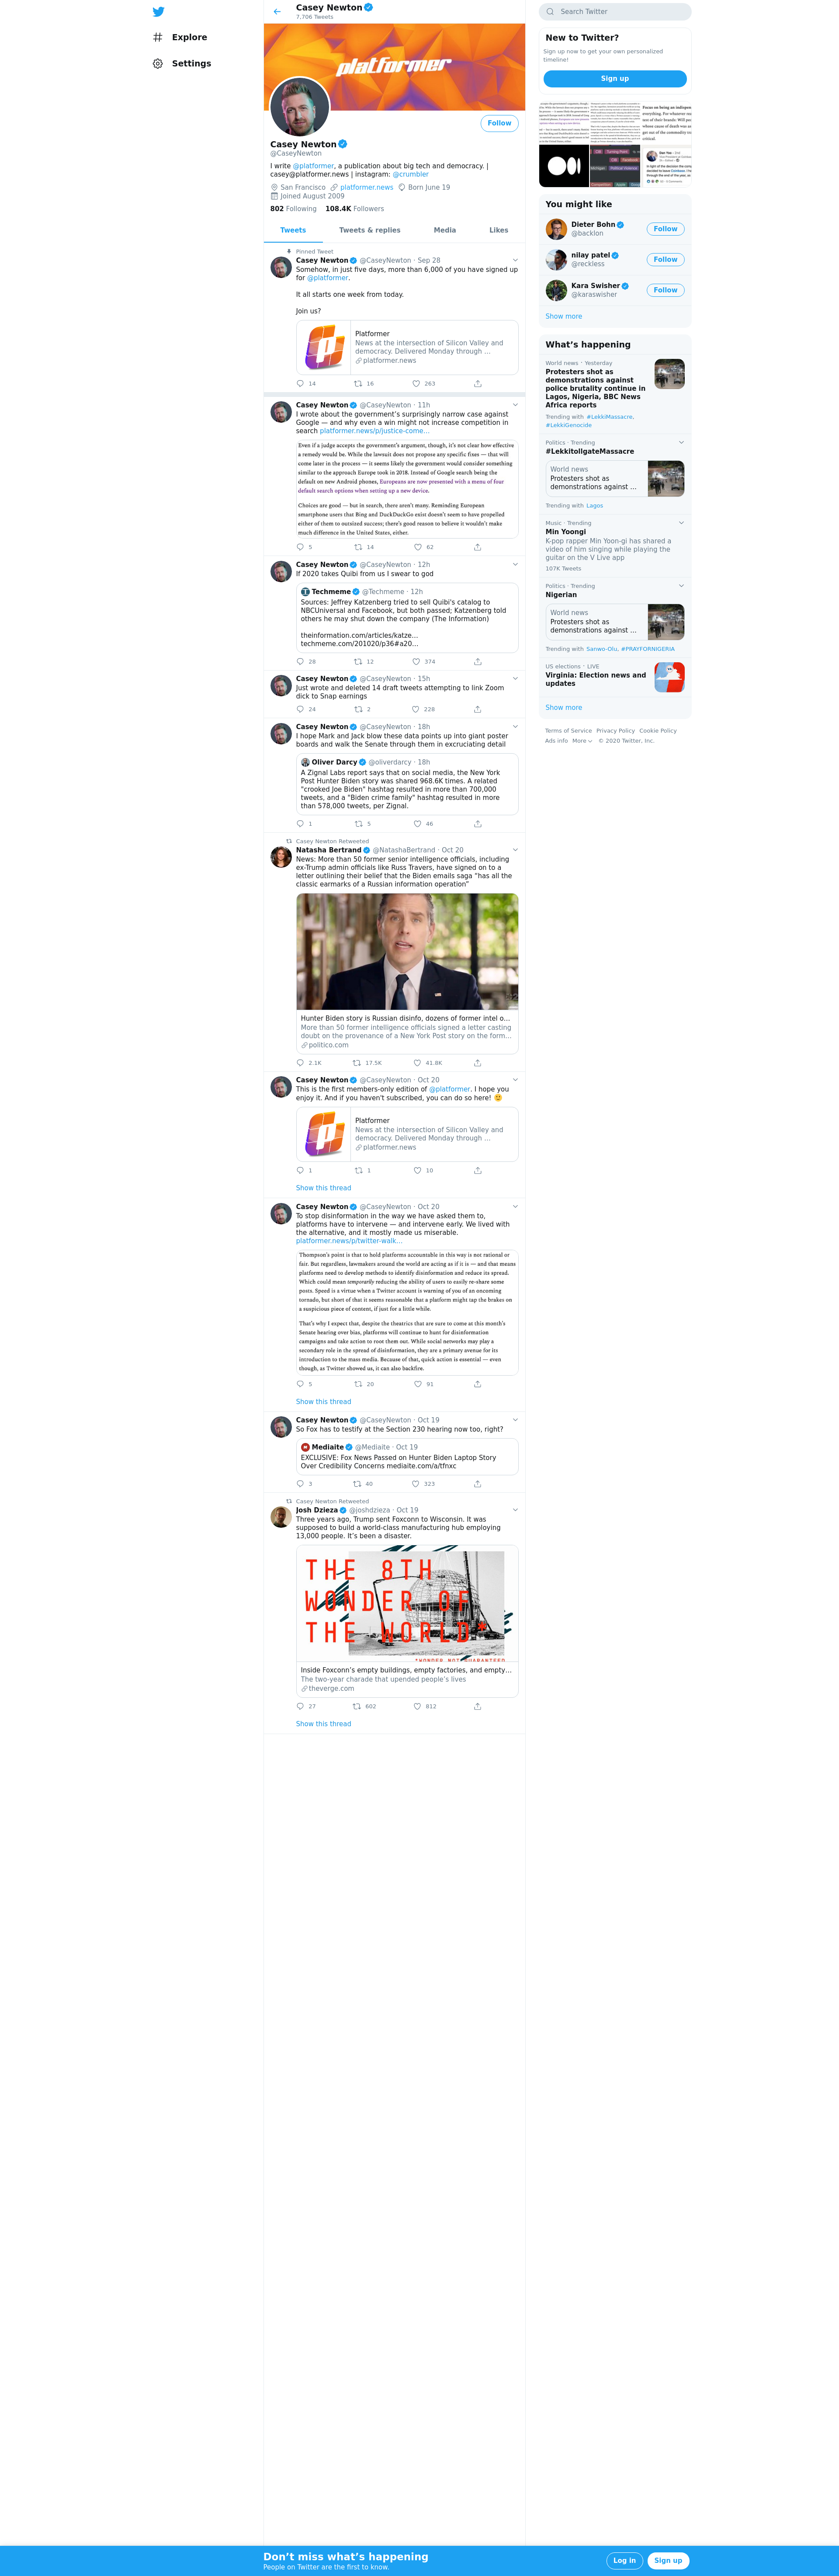 Explore
Settings
Casey Newton
7,706 Tweets
platformer
Follow
Casey Newton
@CaseyNewton
I write @platformer, a publication about big tech and democracy. |
casey@platformer.news | instagram: @crumbler
San Francisco platformer.news Born June 19
Joined August 2009
802 Following 108.4K Followers
Tweets Tweets & replies Media Likes
Pinned Tweet
Casey Newton @CaseyNewton · Sep 28
Somehow, in just five days, more than 6,000 of you have signed up
for @platformer.
It all starts one week from today.
Join us?
Platformer
News at the intersection of Silicon Valley and
democracy. Delivered Monday through ...
platformer.news
14 16 263
Casey Newton @CaseyNewton · 11h
I wrote about the government's surprisingly narrow case against
Google — and why even a win might not increase competition in
search platformer.news/p/justice-come...
Even if a judge accepts the government's argument, though, it's not clear how effective
a remedy would be. While the lawsuit does not propose any specific fixes — that will
come later in the process — it seems likely the government would consider something
similar to the approach Europe took in 2018. Instead of Google search being the
default on new Android phones, Europeans are now presented with a menu of four
default search options when setting up a new device.
Choices are good — but in search, there aren't many. Reminding European
smartphone users that Bing and DuckDuckGo exist doesn't seem to have propelled
either of them to outsized success; there's good reason to believe it wouldn't make
much difference in the United States, either.
5 14 62
Casey Newton @CaseyNewton · 12h
If 2020 takes Quibi from us I swear to god
Techmeme @Techmeme · 12h
Sources: Jeffrey Katzenberg tried to sell Quibi's catalog to
NBCUniversal and Facebook, but both passed; Katzenberg told
others he may shut down the company (The Information)
theinformation.com/articles/katze...
techmeme.com/201020/p36#a20...
28 12 374
Casey Newton @CaseyNewton · 15h
Just wrote and deleted 14 draft tweets attempting to link Zoom
dick to Snap earnings
24 2 228
Casey Newton @CaseyNewton · 18h
I hope Mark and Jack blow these data points up into giant poster
boards and walk the Senate through them in excruciating detail
Oliver Darcy @oliverdarcy · 18h
A Zignal Labs report says that on social media, the New York
Post Hunter Biden story was shared 968.6K times. A related
"crooked Joe Biden" hashtag resulted in more than 700,000
tweets, and a "Biden crime family" hashtag resulted in more
than 578,000 tweets, per Zignal.
1 5 46
Casey Newton Retweeted
Natasha Bertrand @NatashaBertrand · Oct 20
News: More than 50 former senior intelligence officials, including
ex-Trump admin officials like Russ Travers, have signed on to a
letter outlining their belief that the Biden emails saga "has all the
classic earmarks of a Russian information operation"
Hunter Biden story is Russian disinfo, dozens of former intel o...
More than 50 former intelligence officials signed a letter casting
doubt on the provenance of a New York Post story on the form...
politico.com
2.1K 17.5K 41.8K
Casey Newton @CaseyNewton · Oct 20
This is the first members-only edition of @platformer. I hope you
enjoy it. And if you haven't subscribed, you can do so here! 🙂
Platformer
News at the intersection of Silicon Valley and
democracy. Delivered Monday through ...
platformer.news
1 1 10
Show this thread
Casey Newton @CaseyNewton · Oct 20
To stop disinformation in the way we have asked them to,
platforms have to intervene — and intervene early. We lived with
the alternative, and it mostly made us miserable.
platformer.news/p/twitter-walk...
Thompson's point is that to hold platforms accountable in this way is not rational or
fair. But regardless, lawmakers around the world are acting as if it is — and that means
platforms need to develop methods to identify disinformation and reduce its spread.
Which could mean temporarily reducing the ability of users to easily re-share some
posts. Speed is a virtue when a Twitter account is warning of you of an oncoming
tornado, but short of that it seems reasonable that a platform might tap the brakes on
a suspicious piece of content, if just for a little while.
That's why I expect that, despite the theatrics that are sure to come at this month's
Senate hearing over bias, platforms will continue to hunt for disinformation
campaigns and take action to root them out. While social networks may play a
secondary role in the spread of disinformation, they are a primary avenue for its
introduction to the mass media. Because of that, quick action is essential — even
though, as Twitter showed us, it can also backfire.
5 20 91
Show this thread
Casey Newton @CaseyNewton · Oct 19
So Fox has to testify at the Section 230 hearing now too, right?
Mediaite @Mediaite · Oct 19
EXCLUSIVE: Fox News Passed on Hunter Biden Laptop Story
Over Credibility Concerns mediaite.com/a/tfnxc
3 40 323
Casey Newton Retweeted
Josh Dzieza @joshdzieza · Oct 19
Three years ago, Trump sent Foxconn to Wisconsin. It was
supposed to build a world-class manufacturing hub employing
13,000 people. It's been a disaster.
THE 8TH
WONDER OF
THE WORLD*
*WONDER NOT GUARANTEED
Inside Foxconn's empty buildings, empty factories, and empty...
The two-year charade that upended people's lives
theverge.com
27 602 812
Show this thread
Search Twitter
New to Twitter?
Sign up now to get your own personalized
timeline!
Sign up
You might like
Dieter Bohn
@backlon
Follow
nilay patel
@reckless
Follow
Kara Swisher
@karaswisher
Follow
Show more
What's happening
World news · Yesterday
Protesters shot as
demonstrations against
police brutality continue in
Lagos, Nigeria, BBC News
Africa reports
Trending with #LekkiMassacre,
#LekkiGenocide
Politics · Trending
#LekkitollgateMassacre
World news
Protesters shot as
demonstrations against ...
Trending with Lagos
Music · Trending
Min Yoongi
K-pop rapper Min Yoon-gi has shared a
video of him singing while playing the
guitar on the V Live app
107K Tweets
Politics · Trending
Nigerian
World news
Protesters shot as
demonstrations against ...
Trending with Sanwo-Olu, #PRAYFORNIGERIA
US elections · LIVE
Virginia: Election news and
updates
Show more
Terms of Service Privacy Policy Cookie Policy
Ads info More © 2020 Twitter, Inc.
Don't miss what's happening
People on Twitter are the first to know.
Log in Sign up